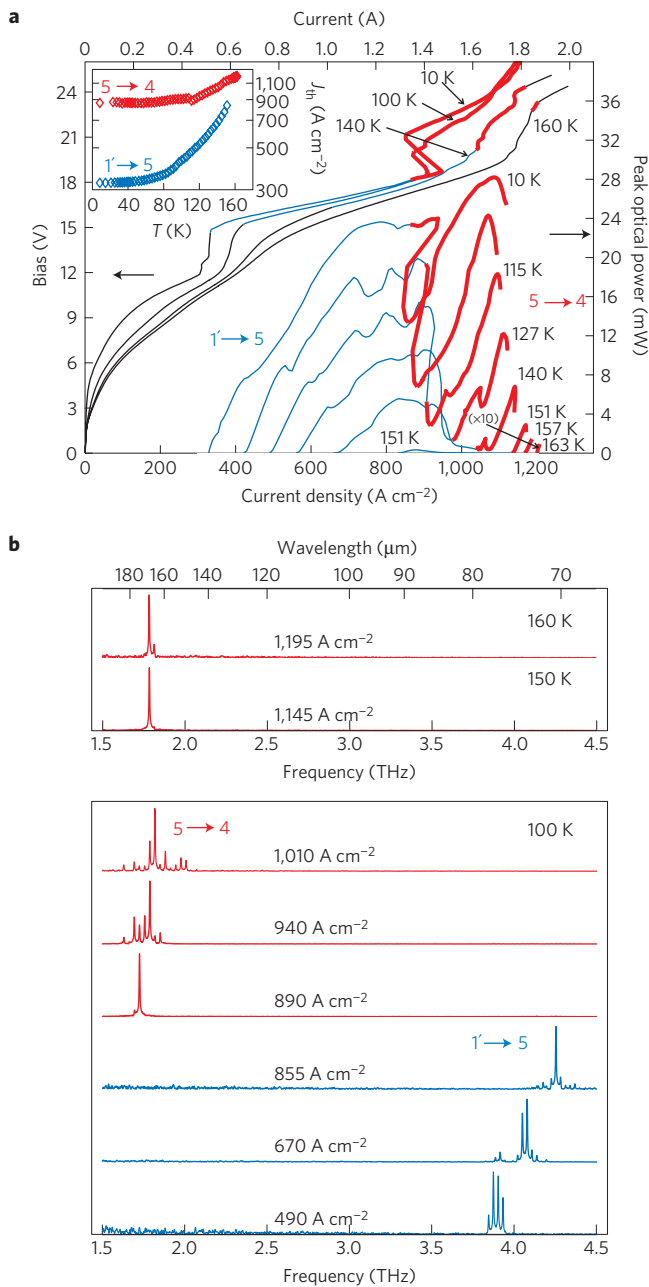 a
Current (A)
0 0.2 0.4 0.6 0.8 1.0 1.2 1.4 1.6 1.8 2.0
24
21
18
15
12
9
6
3
0
Bias (V)
5 → 4
1′ → 5
1,100
900
700
500
300
Jth (A cm−2)
0 40 80 120 160
T (K)
10 K
100 K
140 K
160 K
10 K
115 K
5 → 4
127 K
140 K
151 K
157 K
163 K
(×10)
1′ → 5
151 K
36
32
28
24
20
16
12
8
4
0
Peak optical power (mW)
0 200 400 600 800 1,000 1,200
Current density (A cm−2)
b
Wavelength (μm)
180 160 140 120 100 90 80 70
160 K
1,195 A cm−2
150 K
1,145 A cm−2
1.5 2.0 2.5 3.0 3.5 4.0 4.5
Frequency (THz)
5 → 4
100 K
1,010 A cm−2
940 A cm−2
890 A cm−2
1′ → 5
855 A cm−2
670 A cm−2
490 A cm−2
1.5 2.0 2.5 3.0 3.5 4.0 4.5
Frequency (THz)